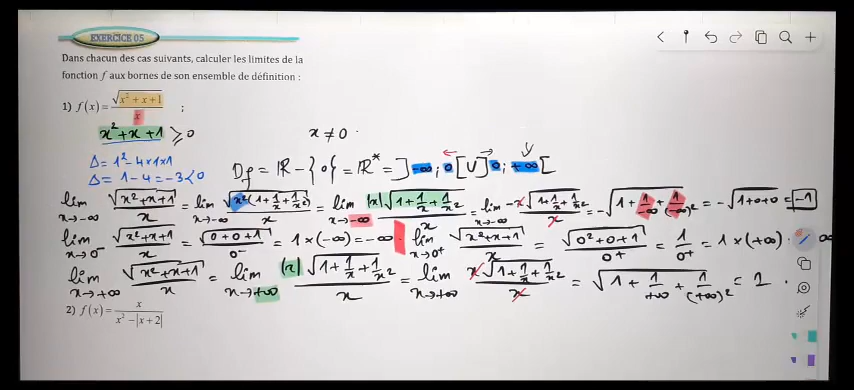 EXERCICE 05
Dans chacun des cas suivants, calculer les limites de la
fonction f aux bornes de son ensemble de définition :
1) f(x) = √(x² + x + 1) / x ;
x² + x + 1 ≥ 0
x ≠ 0
Δ = 1² - 4×1×1
Δ = 1 - 4 = -3 < 0
Df = ℝ - {0} = ℝ* = ]-∞ ; 0[ U ]0 ; +∞[
lim x→-∞ √(x²+x+1) / x = lim x→-∞ √(x²(1 + 1/x + 1/x²)) / x = lim x→-∞ |x|√(1 + 1/x + 1/x²) / x = lim x→-∞ -x√(1 + 1/x + 1/x²) / x = -√(1 + 1/-∞ + 1/(-∞)²) = -√(1+0+0) = -1
lim x→0⁻ √(x²+x+1) / x = √(0+0+1) / 0⁻ = 1×(-∞) = -∞ · lim x→0⁺ √(x²+x+1) / x = √(0²+0+1) / 0⁺ = 1/0⁺ = 1×(+∞) = ∞
lim x→+∞ √(x²+x+1) / x = lim x→+∞ |x|√(1 + 1/x + 1/x²) / x = lim x→+∞ x√(1 + 1/x + 1/x²) / x = √(1 + 1/+∞ + 1/(+∞)²) = 1 .
2) f(x) = x / (x² - |x + 2|)